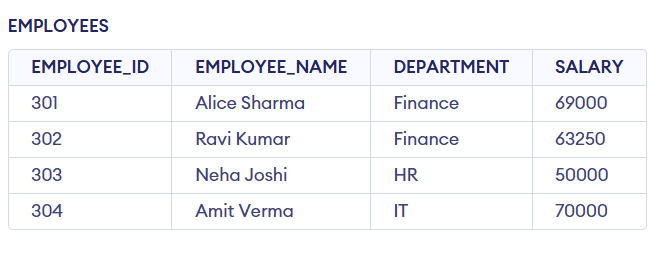 EMPLOYEES
EMPLOYEE_ID EMPLOYEE_NAME DEPARTMENT SALARY
301 Alice Sharma Finance 69000
302 Ravi Kumar Finance 63250
303 Neha Joshi HR 50000
304 Amit Verma IT 70000